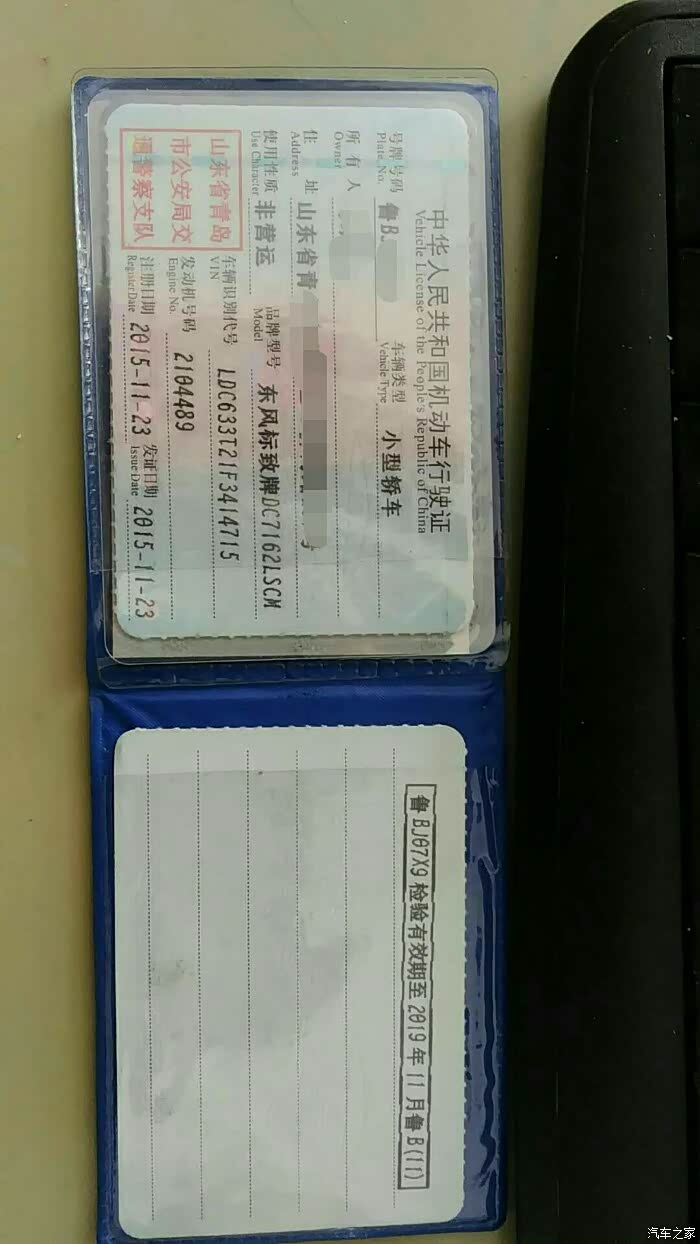 中华人民共和国机动车行驶证
Vehicle License of the People's Republic of China
号牌号码 鲁BJ 车辆类型 小型轿车
Plate No. Vehicle Type
所有人
Owner
住址 山东省青
Address
使用性质 非营运 品牌型号 东风标致牌DC7162LSCM
Use Character Model
山东省青岛
市公安局交
通警察支队
车辆识别代号 LDC633T21F3414715
VIN
发动机号码 2104489
Engine No.
注册日期 2015-11-23 发证日期 2015-11-23
Register Date Issue Date
鲁BJ07X9检验有效期至2019年11月鲁B(11)
汽车之家